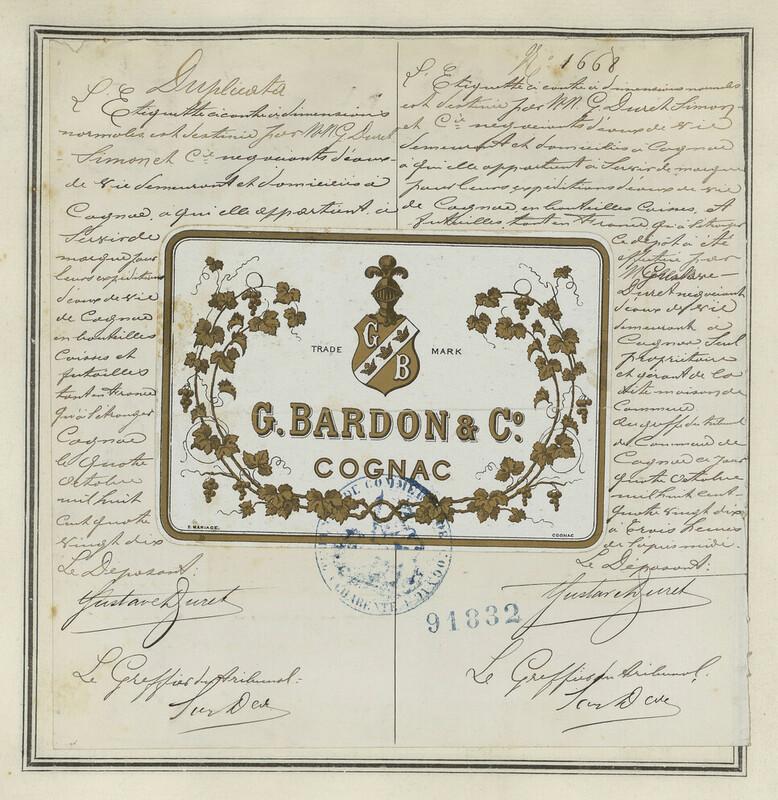 Duplicata
L'Etiquette ci contre à dimensions
normales, est destinée par M.M. G. Duret
Simon et Cie négociants d'eaux-
de vie demeurant et domiciliés à
Cognac, à qui elle appartient, à
Servir de
marque pour
leurs expéditions
d'eaux de vie
de Cognac
en bouteilles
Caisses et
futailles
tant en France
qu'à l'étranger
Cognac
le quatre
Octobre
mil huit
cent quatre
vingt dix
Le Déposant:
Gustave Duret
Le Greffier du Tribunal:
No 1668
L'Etiquette ci contre à dimensions normales
est destinée par M.M. G. Duret Simon
et Cie négociants d'eaux de vie
demeurant et domiciliés à Cognac
à qui elle appartient à Servir de marque
pour leurs expéditions d'eaux de vie
de Cognac en bouteilles Caisses, et
futailles tant en France qu'à l'étranger
Ce dépôt a été
effectué par
M. Gustave
Duret négociant
d'eaux de vie
demeurant à
Cognac, Seul
propriétaire
et gérant de la
dite maison de
Commerce
au greffe du tribunal
de Commerce de
Cognac ce jour
quatre Octobre
mil huit cent
quatre vingt dix
à trois heures
de l'après midi.
Le Déposant:
Gustave Duret
Le Greffier du Tribunal:
TRADE MARK
G B
G. BARDON & Co.
COGNAC
E. MARIAGE.
COGNAC
DE COMMERCE
CHARENTE
91832